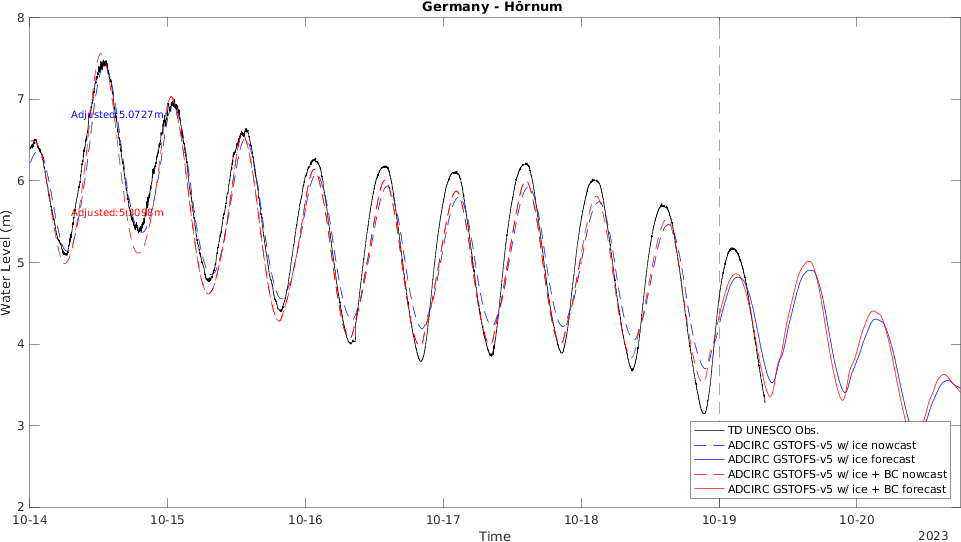 Germany - Hörnum
8
7
6
5
4
3
2
Water Level (m)
Adjusted:5.0727m
Adjusted:5.3098m
TD UNESCO Obs.
ADCIRC GSTOFS-v5 w/ ice nowcast
ADCIRC GSTOFS-v5 w/ ice forecast
ADCIRC GSTOFS-v5 w/ ice + BC nowcast
ADCIRC GSTOFS-v5 w/ ice + BC forecast
10-14 10-15 10-16 10-17 10-18 10-19 10-20
Time
2023